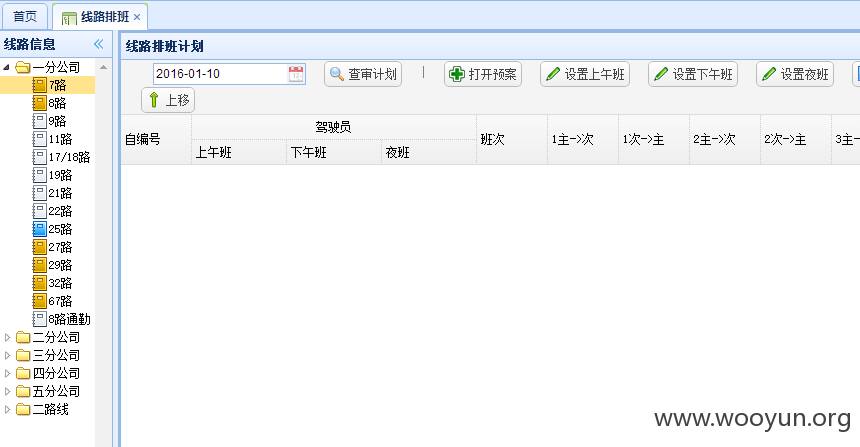 首页 线路排班 ×
线路信息
一分公司
7路
8路
9路
11路
17/18路
19路
21路
22路
25路
27路
29路
32路
67路
8路通勤
二分公司
三分公司
四分公司
五分公司
二路线
线路排班计划
2016-01-10 查审计划 | 打开预案 设置上午班 设置下午班 设置夜班
上移
自编号 驾驶员 班次 1主->次 1次->主 2主->次 2次->主 3主-
上午班 下午班 夜班
www.wooyun.org